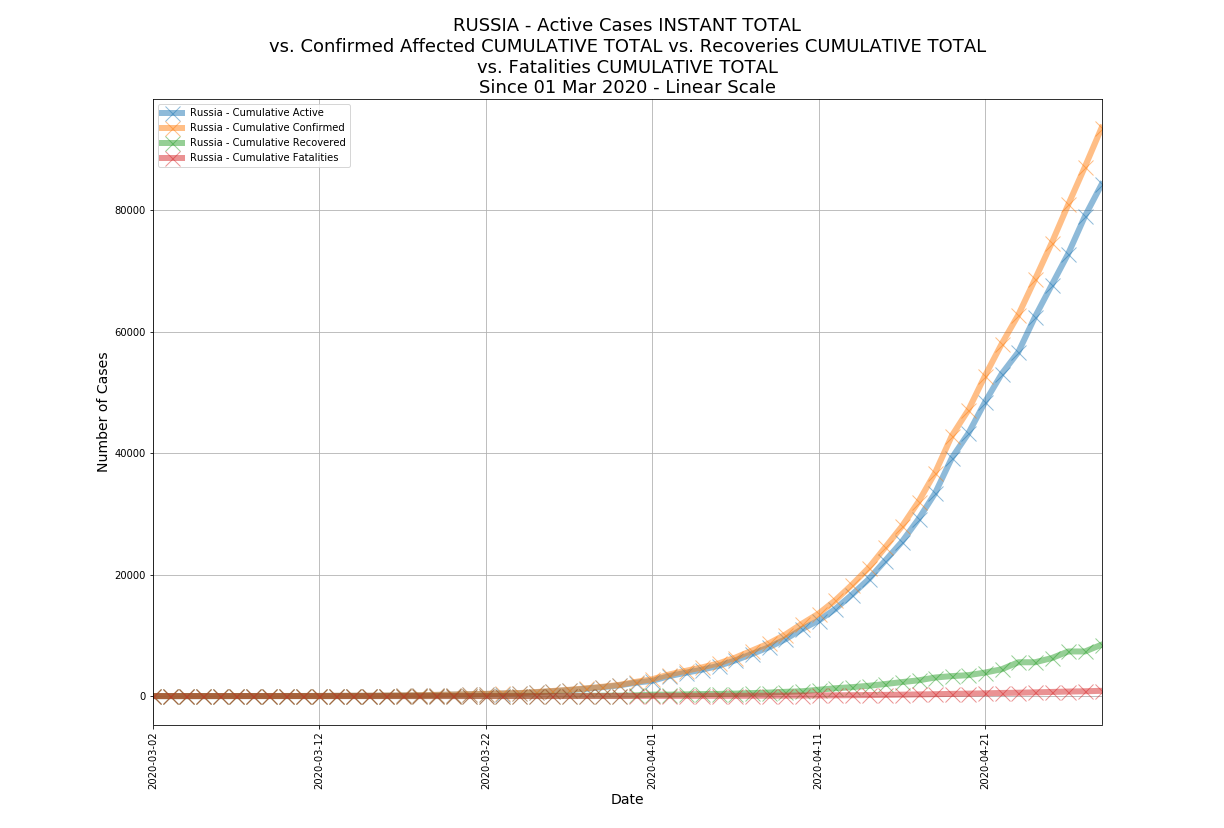 RUSSIA - Active Cases INSTANT TOTAL
vs. Confirmed Affected CUMULATIVE TOTAL vs. Recoveries CUMULATIVE TOTAL
vs. Fatalities CUMULATIVE TOTAL
Since 01 Mar 2020 - Linear Scale
Russia - Cumulative Active
Russia - Cumulative Confirmed
Russia - Cumulative Recovered
Russia - Cumulative Fatalities
Number of Cases
80000
60000
40000
20000
0
2020-03-02
2020-03-12
2020-03-22
2020-04-01
2020-04-11
2020-04-21
Date